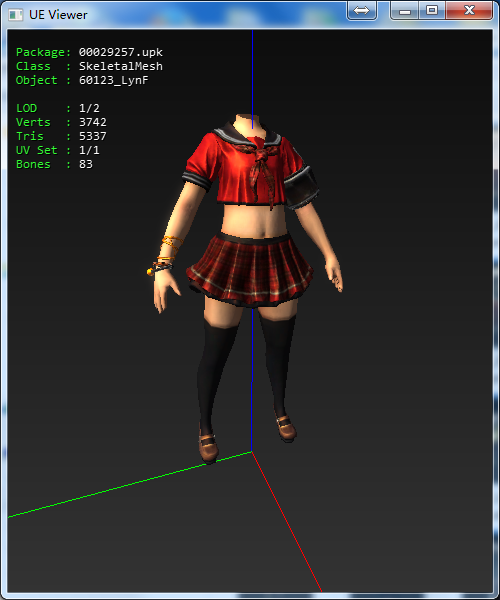 UE Viewer
Package: 00029257.upk
Class : SkeletalMesh
Object : 60123_LynF
LOD : 1/2
Verts : 3742
Tris : 5337
UV Set : 1/1
Bones : 83